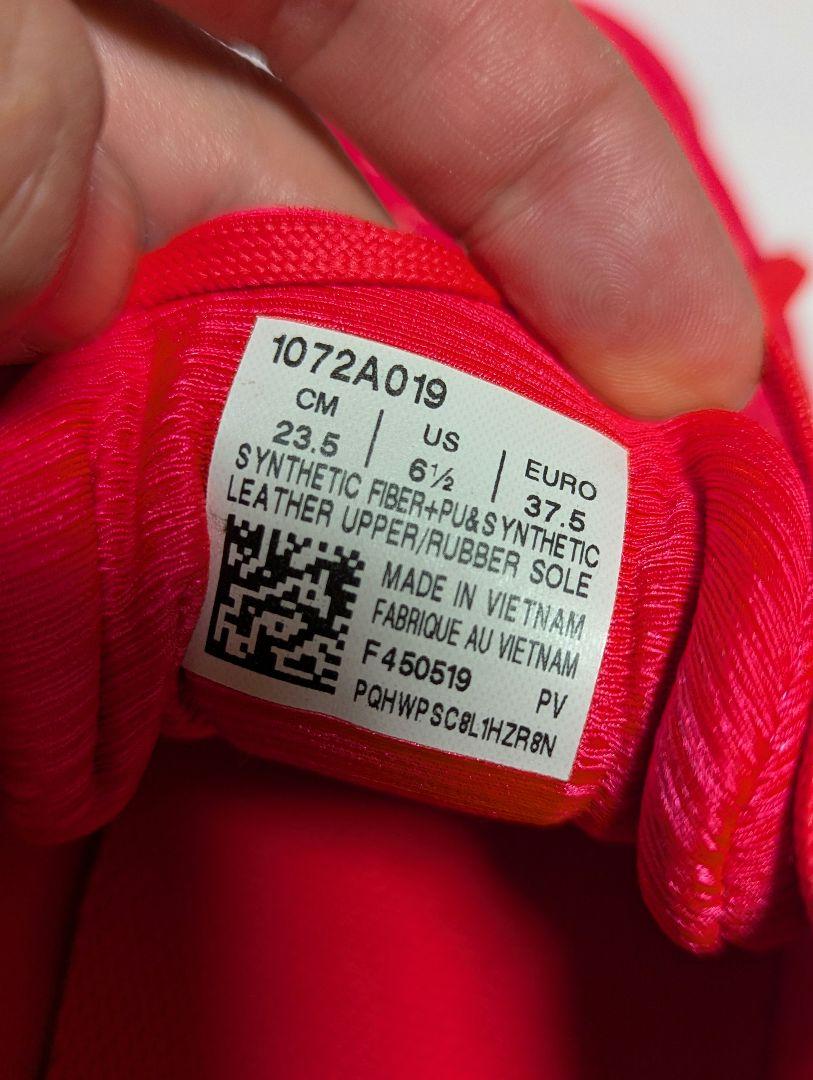 1072A019
CM | US | EURO
23.5 6½ 37.5
SYNTHETIC FIBER+PU&SYNTHETIC
LEATHER UPPER/RUBBER SOLE
MADE IN VIETNAM
FABRIQUE AU VIETNAM
F450519 PV
PQHWPSC8L1HZR8N